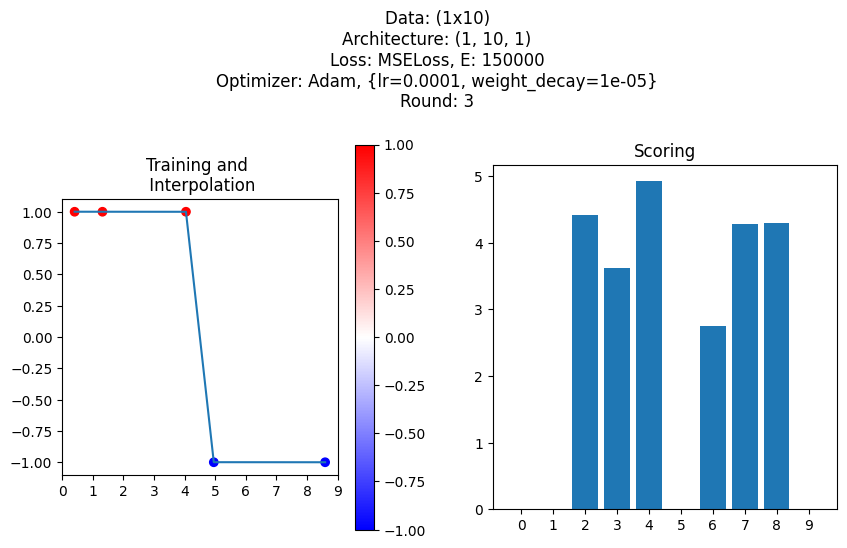 Data: (1x10)
Architecture: (1, 10, 1)
Loss: MSELoss, E: 150000
Optimizer: Adam, {lr=0.0001, weight_decay=1e-05}
Round: 3
Training and
Interpolation
1.00
0.75
0.50
0.25
0.00
−0.25
−0.50
−0.75
−1.00
0 1 2 3 4 5 6 7 8 9
1.00
0.75
0.50
0.25
0.00
−0.25
−0.50
−0.75
−1.00
Scoring
5
4
3
2
1
0
0 1 2 3 4 5 6 7 8 9